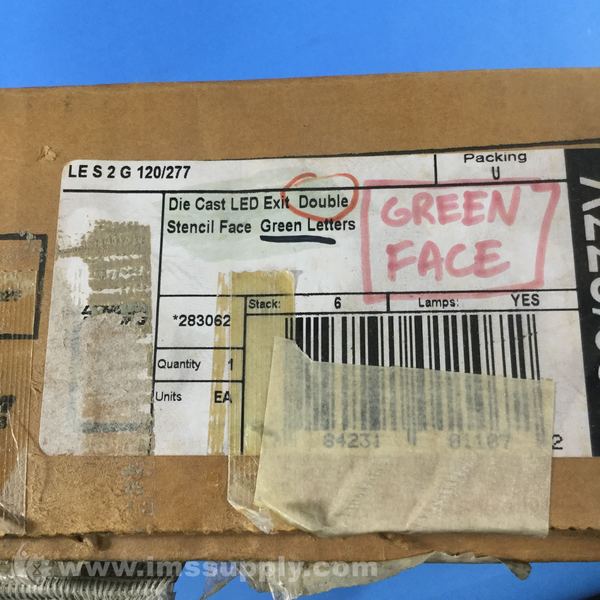 LE S 2 G 120/277
Packing
U
Die Cast LED Exit Double
Stencil Face Green Letters
GREEN
FACE
Stack: 6 Lamps: YES
*283062
Quantity 1
Units EA
84231 81107 2
www.imssupply.com